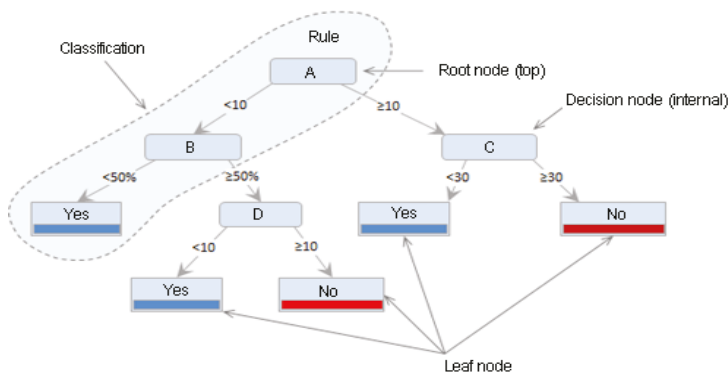 Rule
Classification
A
Root node (top)
<10
≥10
Decision node (internal)
B
C
<50%
≥50%
<30
≥30
Yes
D
Yes
No
<10
≥10
Yes
No
Leaf node